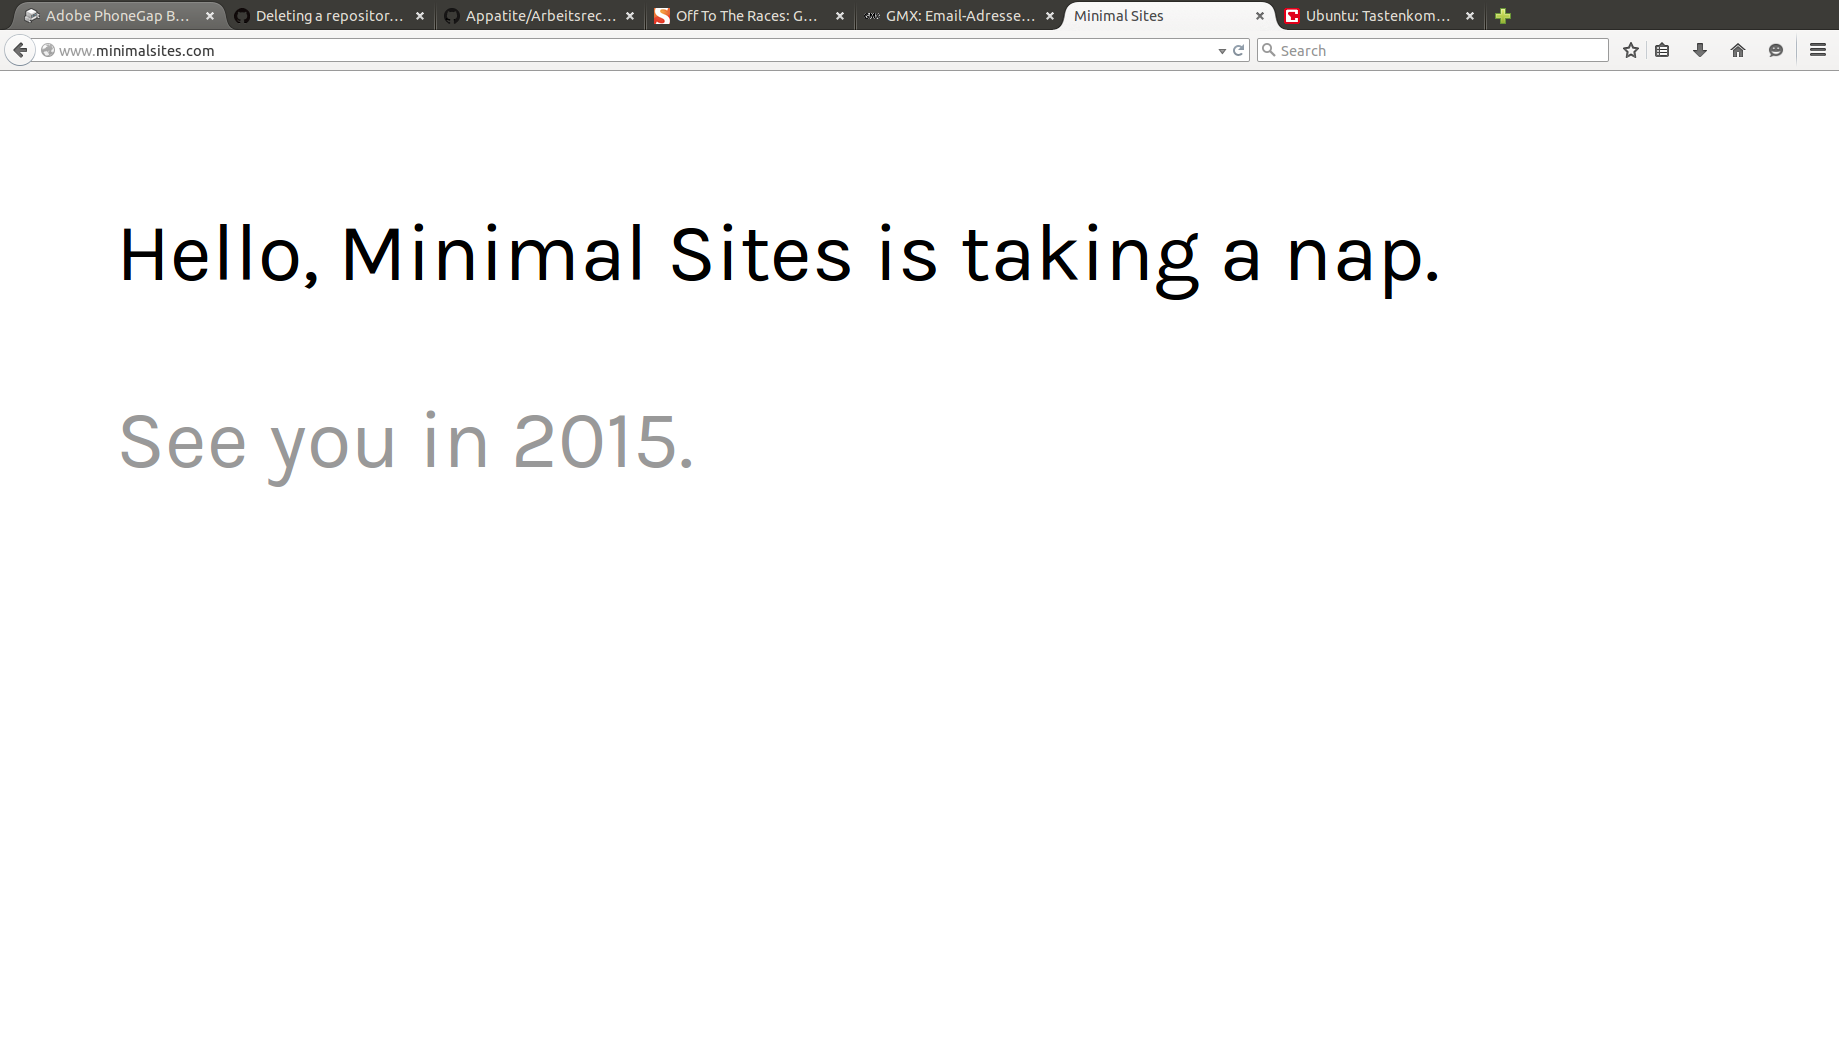 Adobe PhoneGap B...
Deleting a repositor...
Appatite/Arbeitsrec...
Off To The Races: G...
GMX: Email-Adresse...
Minimal Sites
Ubuntu: Tastenkom...
www.minimalsites.com
Search
Hello, Minimal Sites is taking a nap.
See you in 2015.